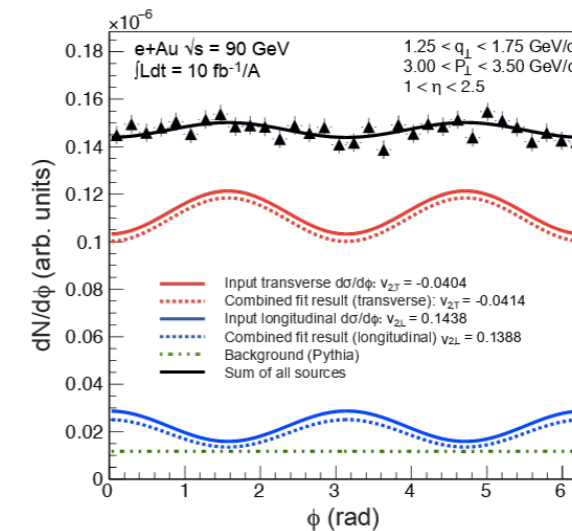 ×10⁻⁶
0.18
e+Au √s = 90 GeV
∫Ldt = 10 fb⁻¹/A
1.25 < q⊥ < 1.75 GeV/c
3.00 < P⊥ < 3.50 GeV/c
1 < η < 2.5
0.16
0.14
0.12
0.1
dN/dϕ (arb. units)
Input transverse dσ/dϕ: v2,T = -0.0404
Combined fit result (transverse): v2,T = -0.0414
Input longitudinal dσ/dϕ: v2,L = 0.1438
Combined fit result (longitudinal) v2,L = 0.1388
Background (Pythia)
Sum of all sources
0.08
0.06
0.04
0.02
0
0 1 2 3 4 5 6
ϕ (rad)